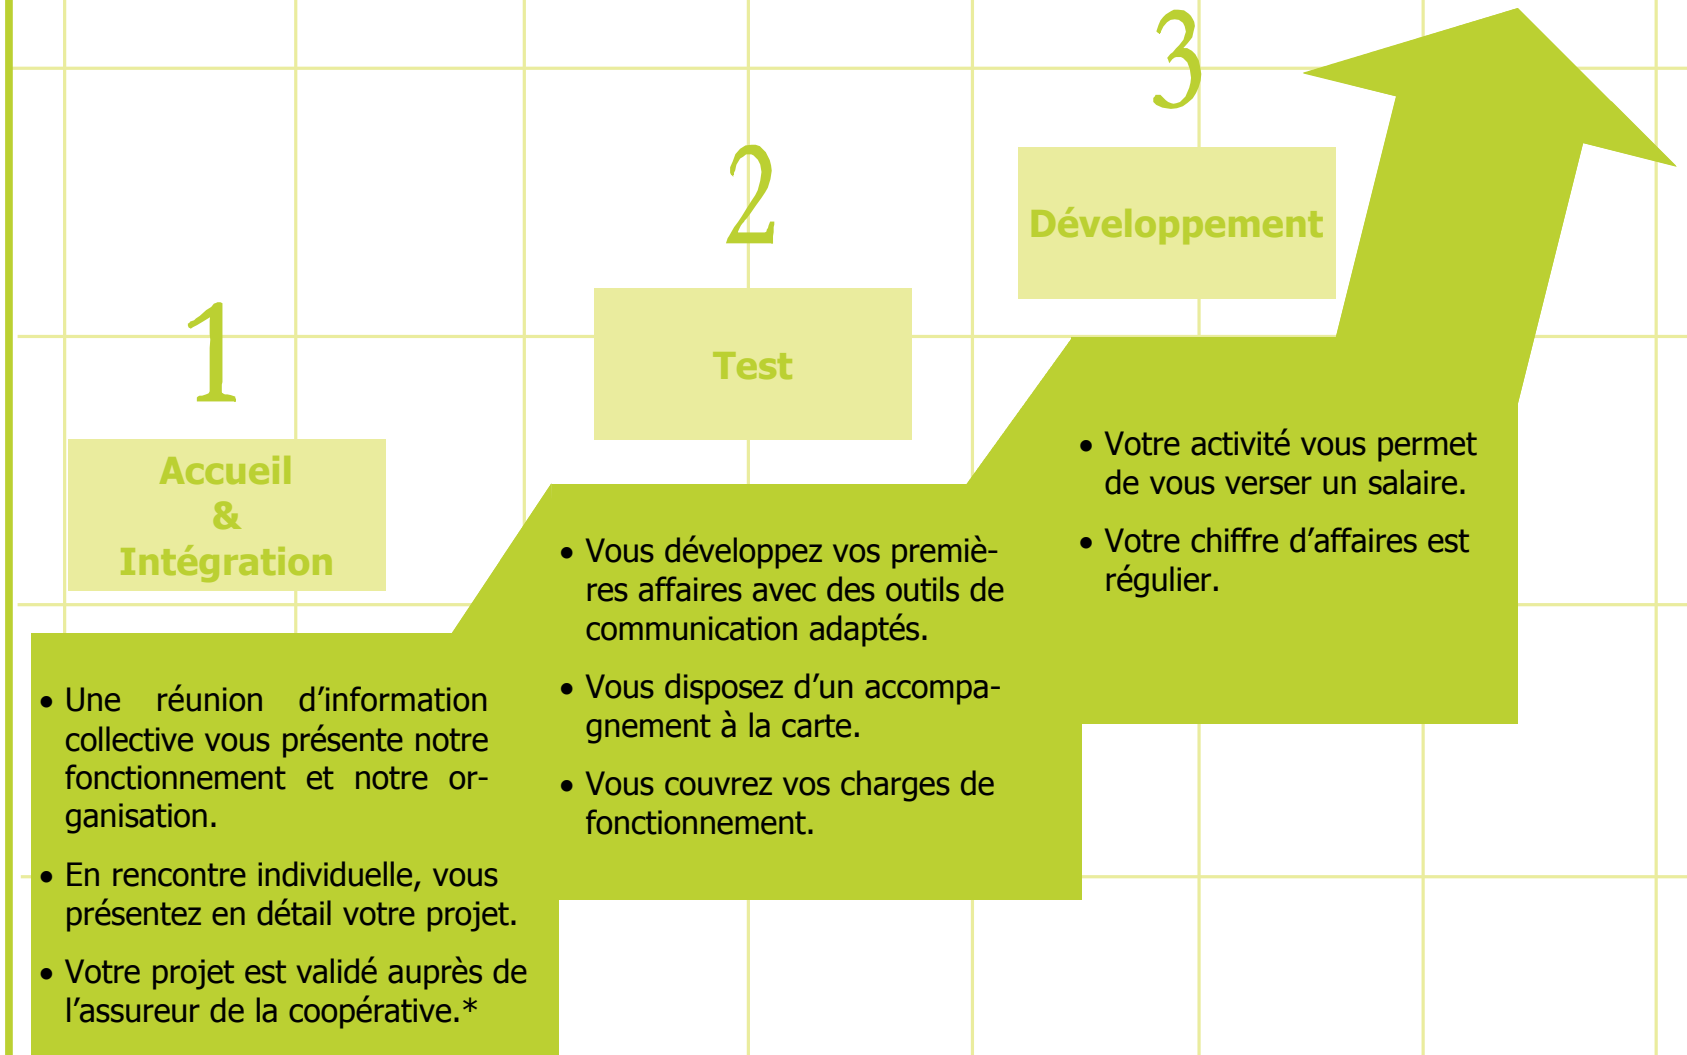 1
Accueil
&
Intégration
• Une réunion d’information
collective vous présente notre
fonctionnement et notre or-
ganisation.
• En rencontre individuelle, vous
présentez en détail votre projet.
• Votre projet est validé auprès de
l’assureur de la coopérative.*
2
Test
• Vous développez vos premiè-
res affaires avec des outils de
communication adaptés.
• Vous disposez d’un accompa-
gnement à la carte.
• Vous couvrez vos charges de
fonctionnement.
3
Développement
• Votre activité vous permet
de vous verser un salaire.
• Votre chiffre d’affaires est
régulier.